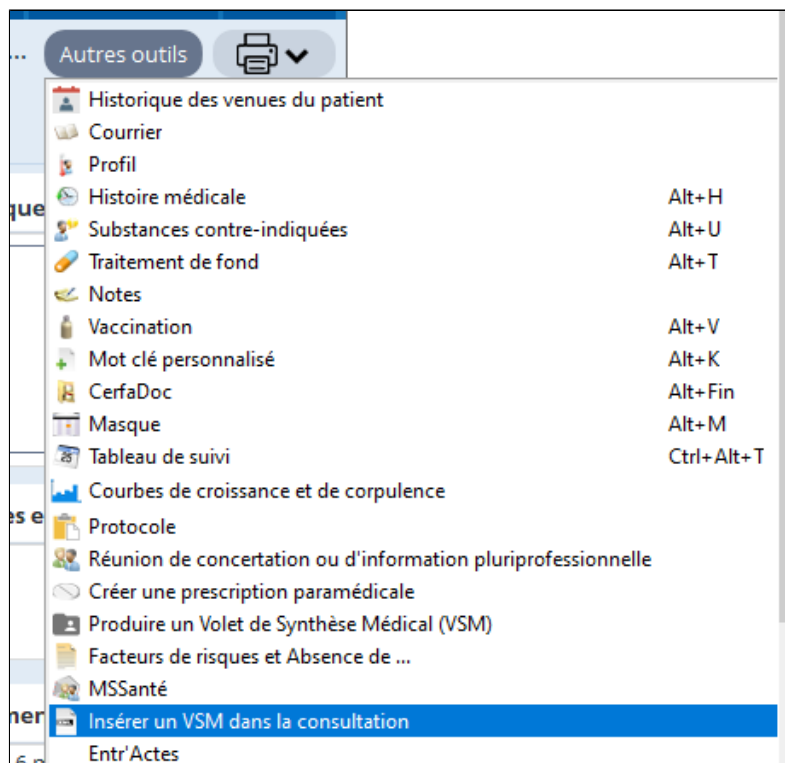 ... Autres outils
Historique des venues du patient
Courrier
Profil
Histoire médicale Alt+H
Substances contre-indiquées Alt+U
Traitement de fond Alt+T
Notes
Vaccination Alt+V
Mot clé personnalisé Alt+K
CerfaDoc Alt+Fin
Masque Alt+M
Tableau de suivi Ctrl+Alt+T
Courbes de croissance et de corpulence
Protocole
Réunion de concertation ou d'information pluriprofessionnelle
Créer une prescription paramédicale
Produire un Volet de Synthèse Médical (VSM)
Facteurs de risques et Absence de ...
MSSanté
Insérer un VSM dans la consultation
Entr'Actes